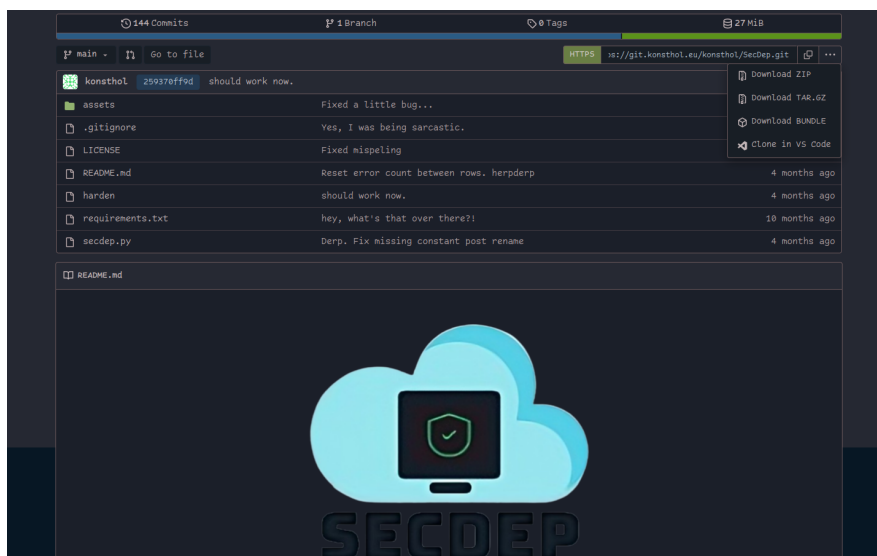 144 Commits 1 Branch 0 Tags 27 MiB
main Go to file HTTPS ps://git.konsthol.eu/konsthol/SecDep.git ...
Download ZIP
Download TAR.GZ
Download BUNDLE
Clone in VS Code
konsthol 259370ff9d should work now.
assets Fixed a little bug...
.gitignore Yes, I was being sarcastic.
LICENSE Fixed mispeling
README.md Reset error count between rows. herpderp 4 months ago
harden should work now. 4 months ago
requirements.txt hey, what's that over there?! 10 months ago
secdep.py Derp. Fix missing constant post rename 4 months ago
README.md
SECDEP